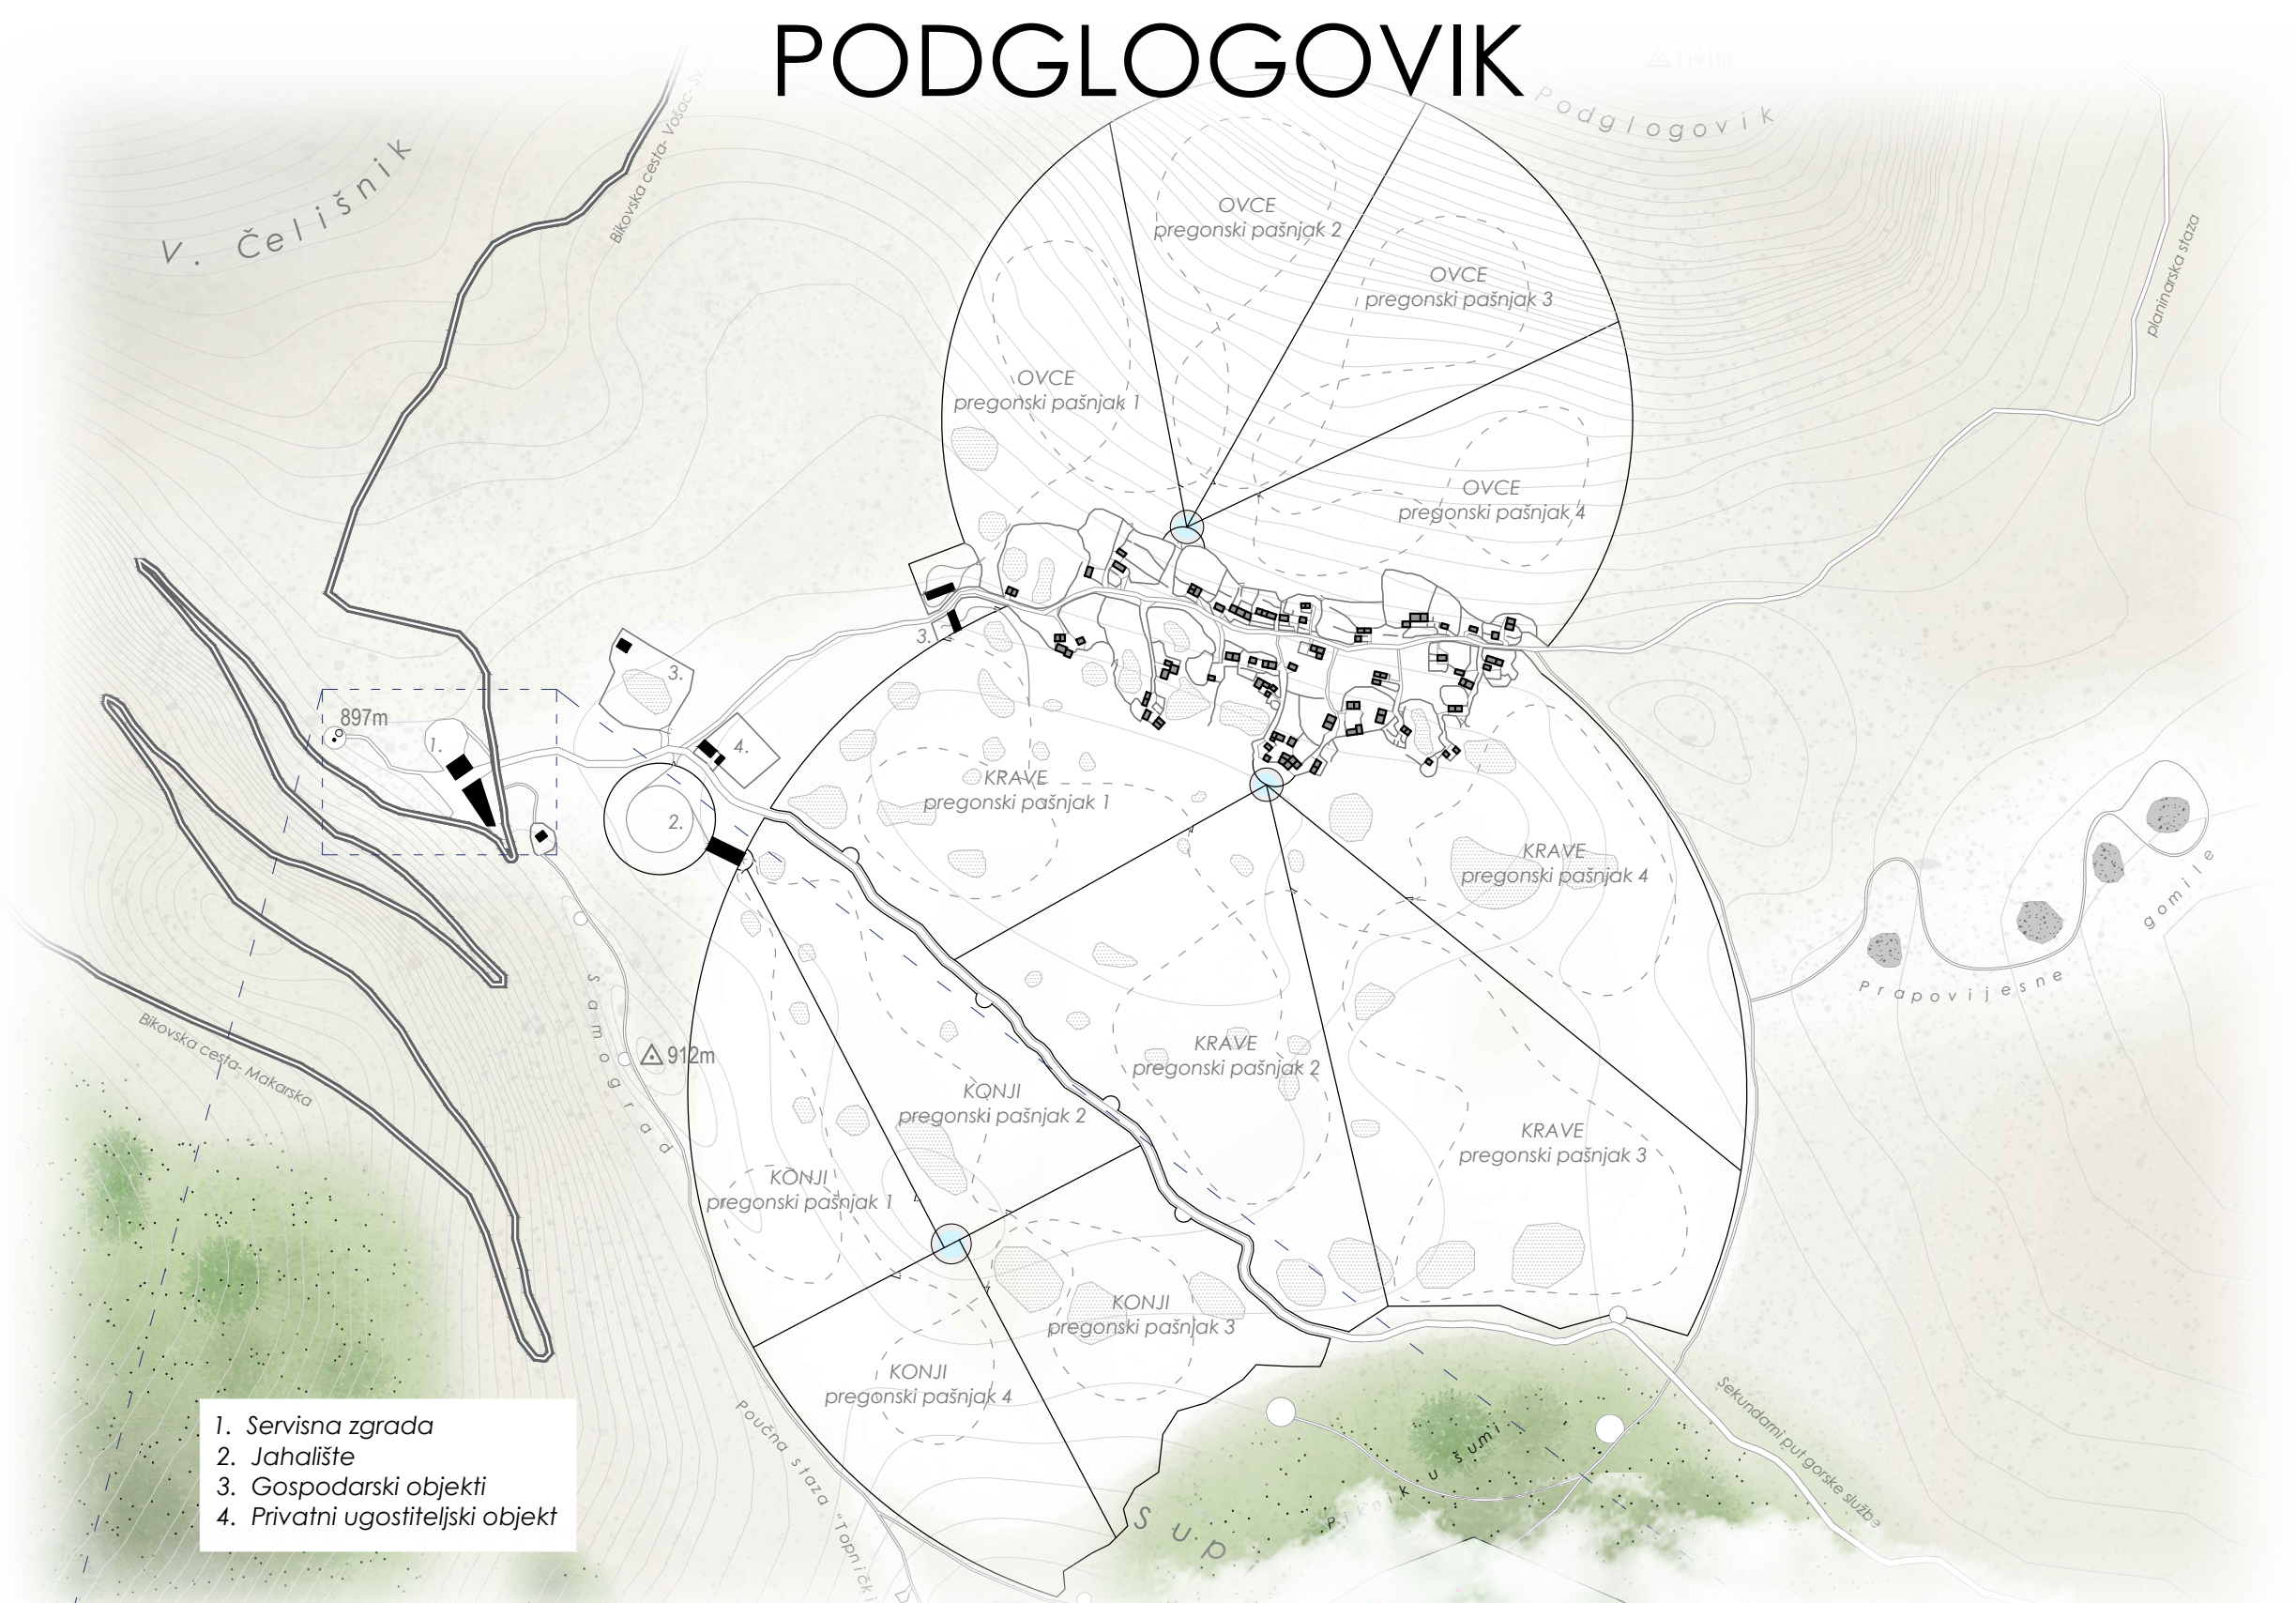 PODGLOGOVIK
1141m
Podglogovik
V. Čelišnik
Bikovska cesta- Vošac- Sv.
planinarska staza
OVCE
pregonski pašnjak 2
OVCE
pregonski pašnjak 3
OVCE
pregonski pašnjak 1
OVCE
pregonski pašnjak 4
3.
3.
897m
1.
4.
2.
KRAVE
pregonski pašnjak 1
KRAVE
pregonski pašnjak 4
Prapovijesne gomile
Samograd
912m
Bikovska cesta- Makarska
KRAVE
pregonski pašnjak 2
KONJI
pregonski pašnjak 2
KRAVE
pregonski pašnjak 3
KONJI
pregonski pašnjak 1
KONJI
pregonski pašnjak 3
KONJI
pregonski pašnjak 4
Sekundarni put gorske službe
Poučna staza "Topnički
Piknik u šumi
Sup
1. Servisna zgrada
2. Jahalište
3. Gospodarski objekti
4. Privatni ugostiteljski objekt